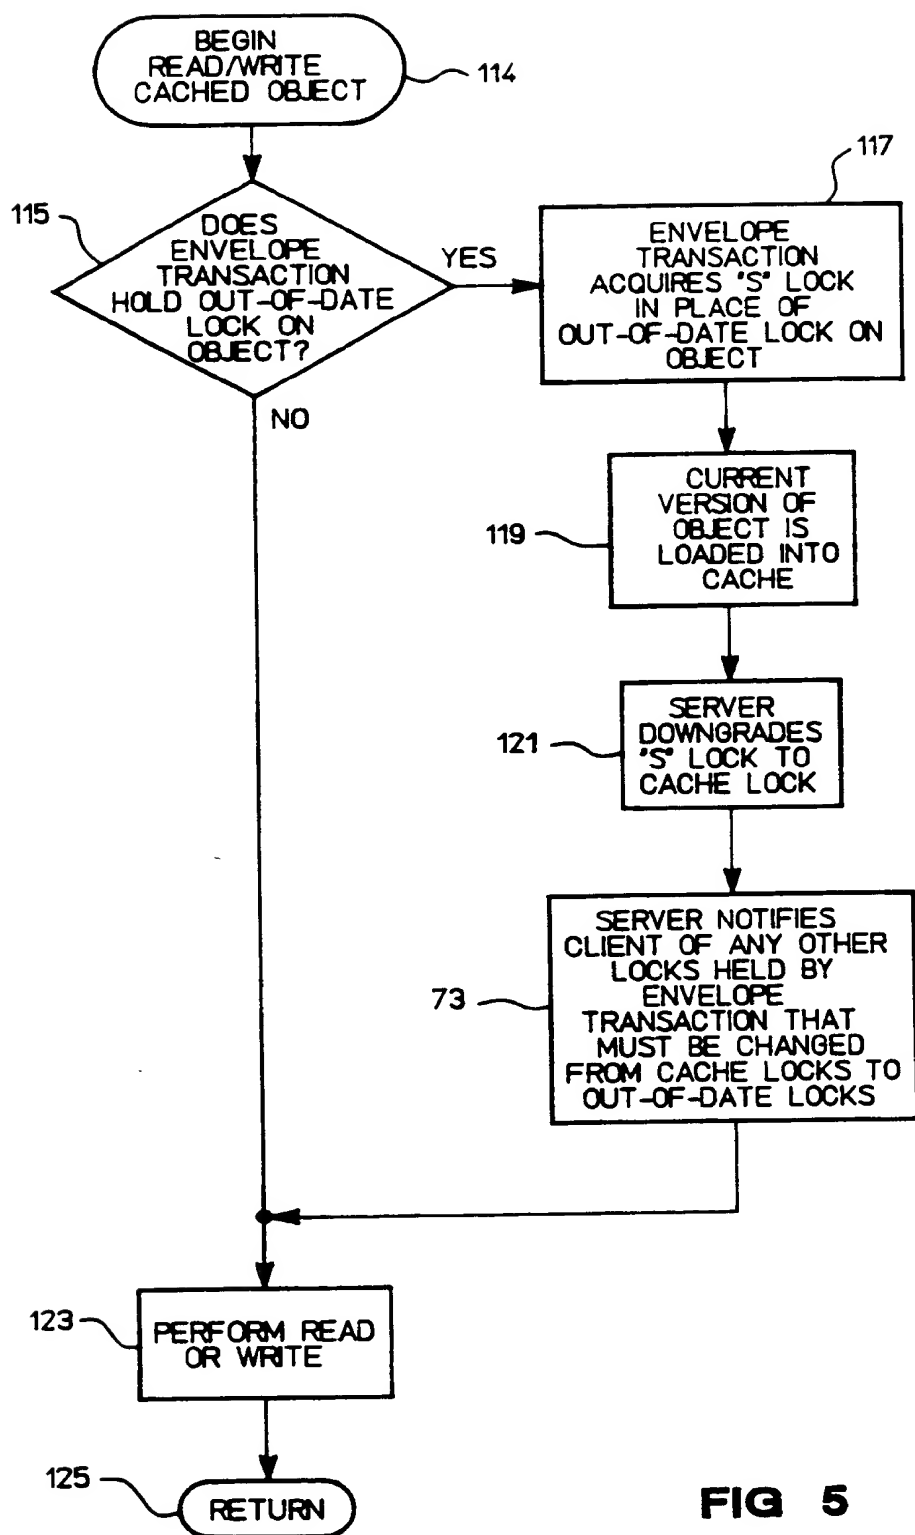 BEGIN
READ/WRITE
CACHED OBJECT
114
115
DOES
ENVELOPE
TRANSACTION
HOLD OUT-OF-DATE
LOCK ON
OBJECT?
YES
NO
117
ENVELOPE
TRANSACTION
ACQUIRES "S" LOCK
IN PLACE OF
OUT-OF-DATE LOCK ON
OBJECT
119
CURRENT
VERSION OF
OBJECT IS
LOADED INTO
CACHE
121
SERVER
DOWNGRADES
"S" LOCK TO
CACHE LOCK
73
SERVER NOTIFIES
CLIENT OF ANY OTHER
LOCKS HELD BY
ENVELOPE
TRANSACTION THAT
MUST BE CHANGED
FROM CACHE LOCKS TO
OUT-OF-DATE LOCKS
123
PERFORM READ
OR WRITE
125
RETURN
FIG 5